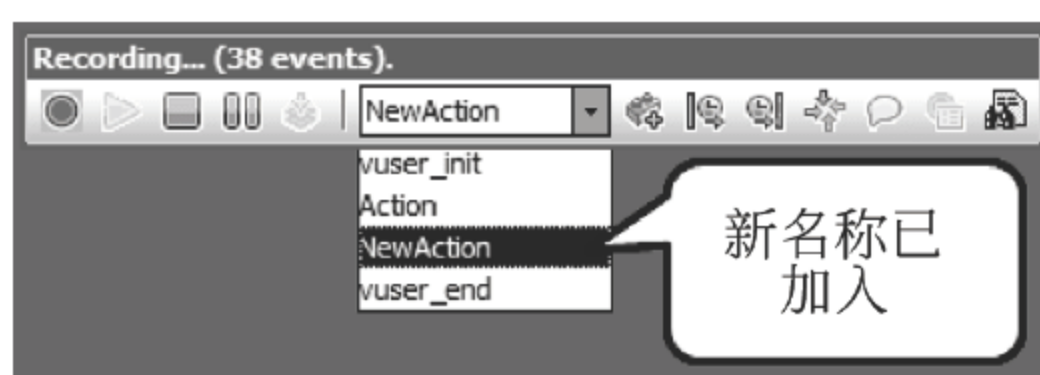 Recording... (38 events).
NewAction
vuser_init
Action
NewAction
vuser_end
新名称已
加入